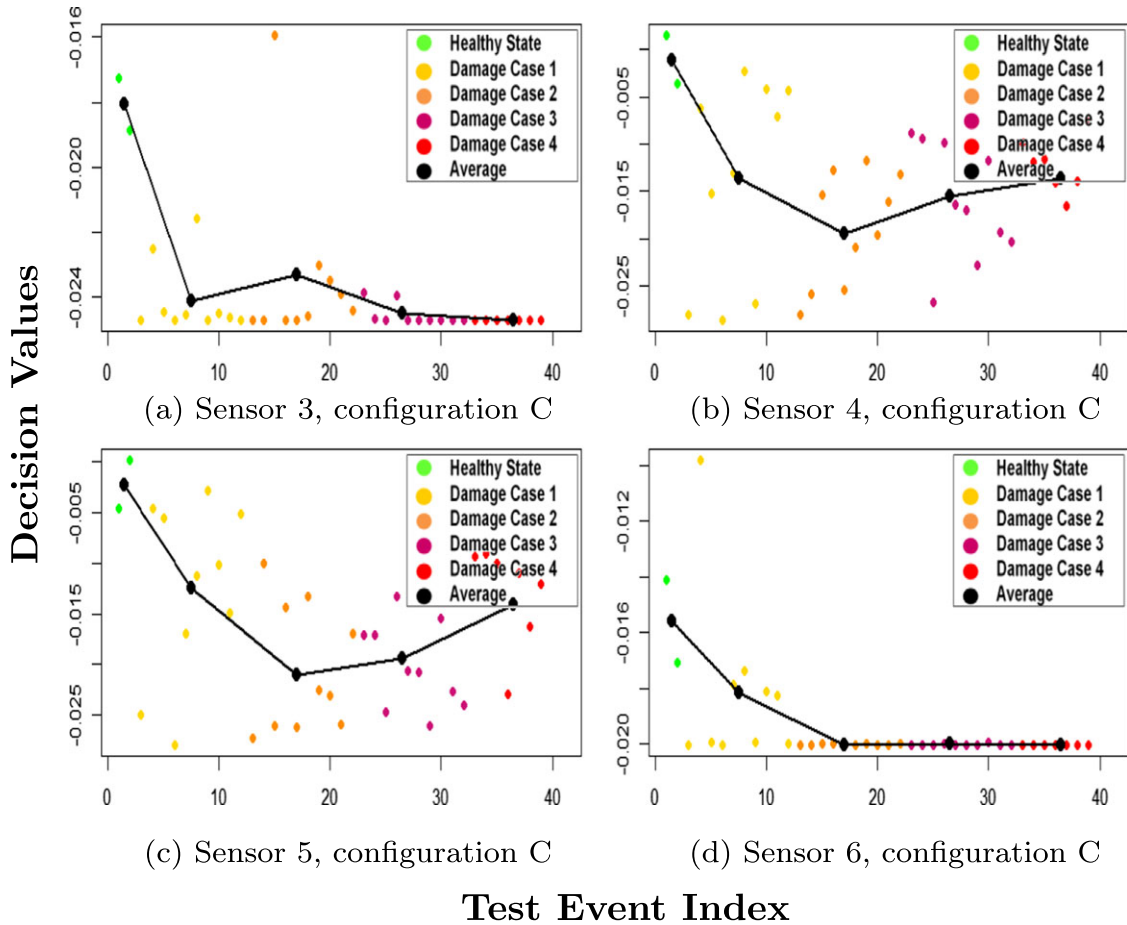 Decision Values
-0.016
-0.020
-0.024
Healthy State
Damage Case 1
Damage Case 2
Damage Case 3
Damage Case 4
Average
0 10 20 30 40
(a) Sensor 3, configuration C
-0.005
-0.015
-0.025
Healthy State
Damage Case 1
Damage Case 2
Damage Case 3
Damage Case 4
Average
0 10 20 30 40
(b) Sensor 4, configuration C
-0.005
-0.015
-0.025
Healthy State
Damage Case 1
Damage Case 2
Damage Case 3
Damage Case 4
Average
0 10 20 30 40
(c) Sensor 5, configuration C
-0.012
-0.016
-0.020
Healthy State
Damage Case 1
Damage Case 2
Damage Case 3
Damage Case 4
Average
0 10 20 30 40
(d) Sensor 6, configuration C
Test Event Index